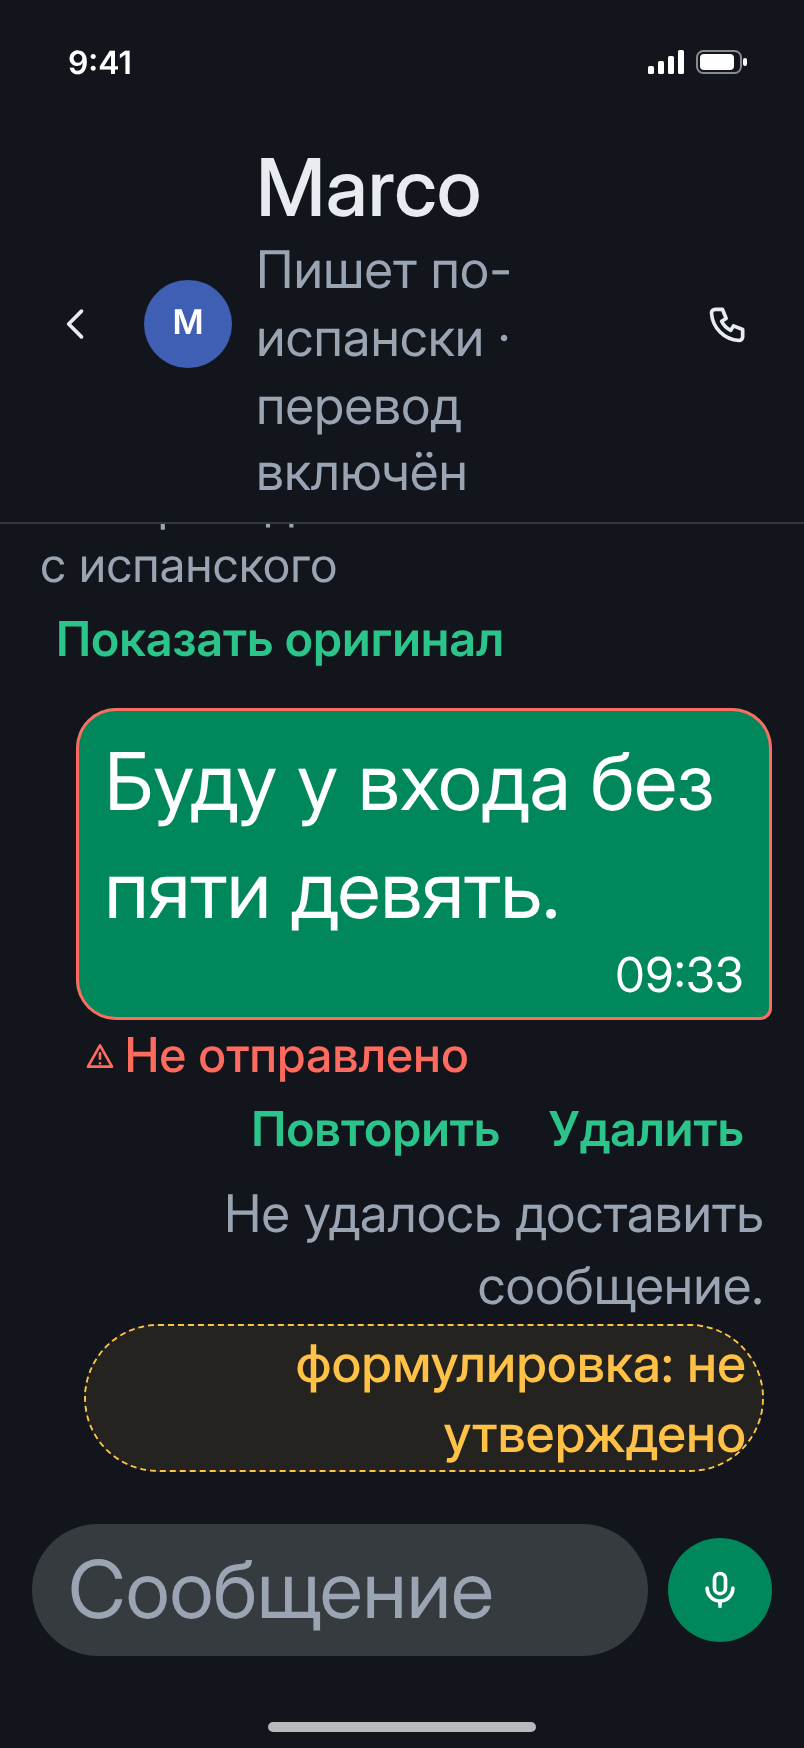 9:41
Marco
Пишет по-
испански ·
перевод
включён
M
с испанского
Показать оригинал
Буду у входа без
пяти девять.
09:33
Не отправлено
Повторить Удалить
Не удалось доставить
сообщение.
формулировка: не
утверждено
Сообщение